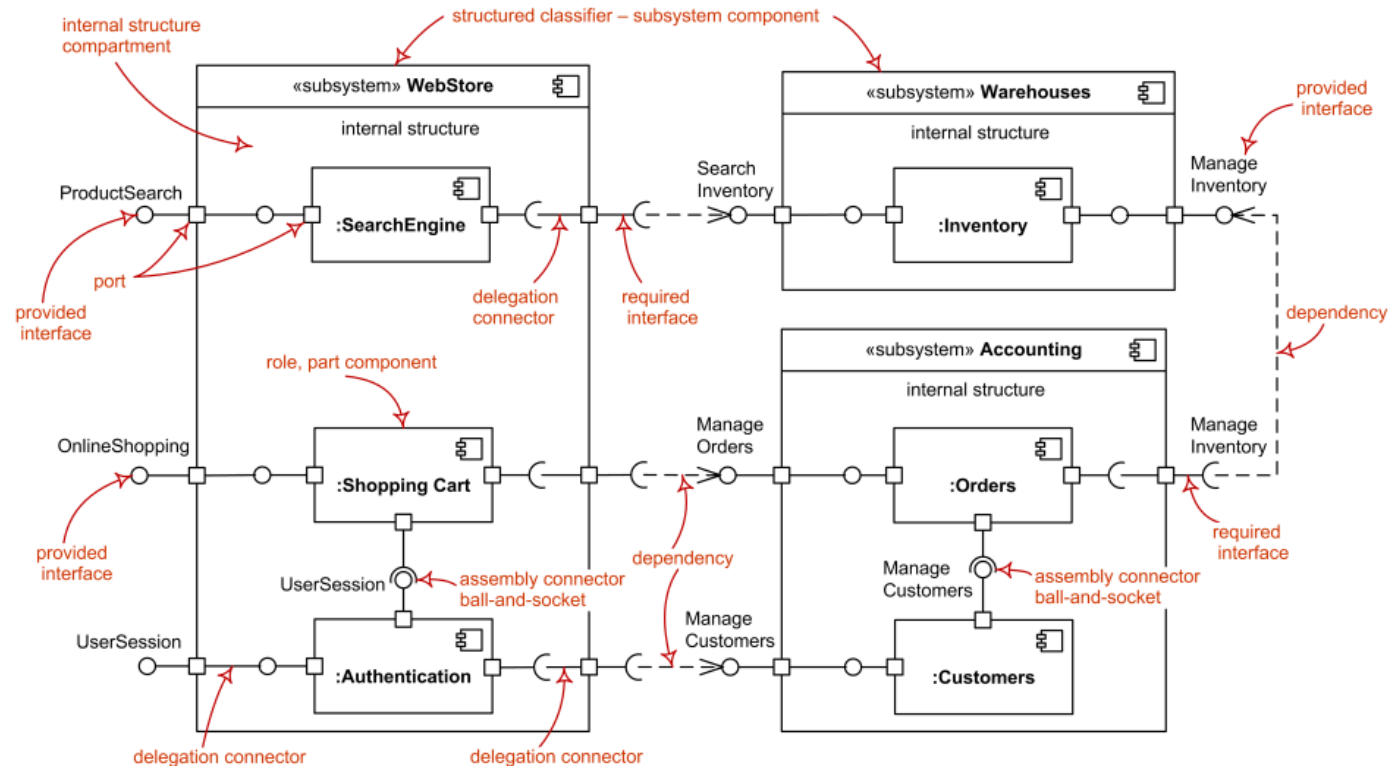 structured classifier – subsystem component
internal structure
compartment
«subsystem» WebStore
internal structure
«subsystem» Warehouses
internal structure
provided
interface
ProductSearch
:SearchEngine
Search
Inventory
:Inventory
Manage
Inventory
port
provided
interface
delegation
connector
required
interface
dependency
role, part component
«subsystem» Accounting
internal structure
OnlineShopping
:Shopping Cart
Manage
Orders
:Orders
Manage
Inventory
provided
interface
dependency
required
interface
UserSession
assembly connector
ball-and-socket
Manage
Customers
assembly connector
ball-and-socket
UserSession
:Authentication
Manage
Customers
:Customers
delegation connector
delegation connector